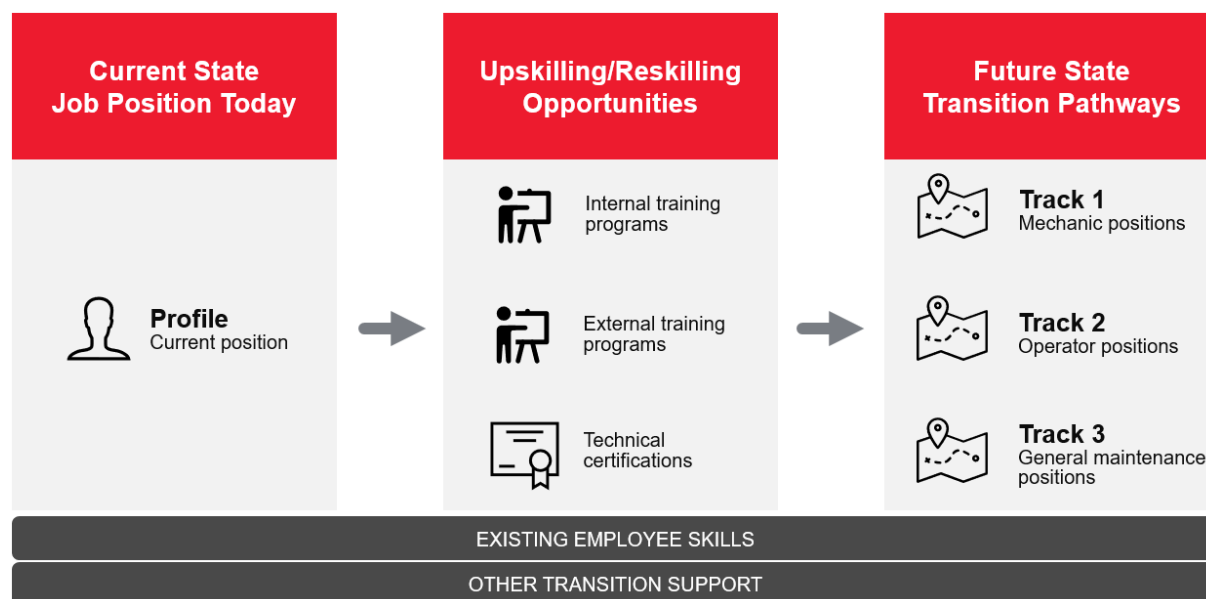 Current State
Job Position Today
Profile
Current position
Upskilling/Reskilling
Opportunities
Internal training
programs
External training
programs
Technical
certifications
Future State
Transition Pathways
Track 1
Mechanic positions
Track 2
Operator positions
Track 3
General maintenance
positions
EXISTING EMPLOYEE SKILLS
OTHER TRANSITION SUPPORT